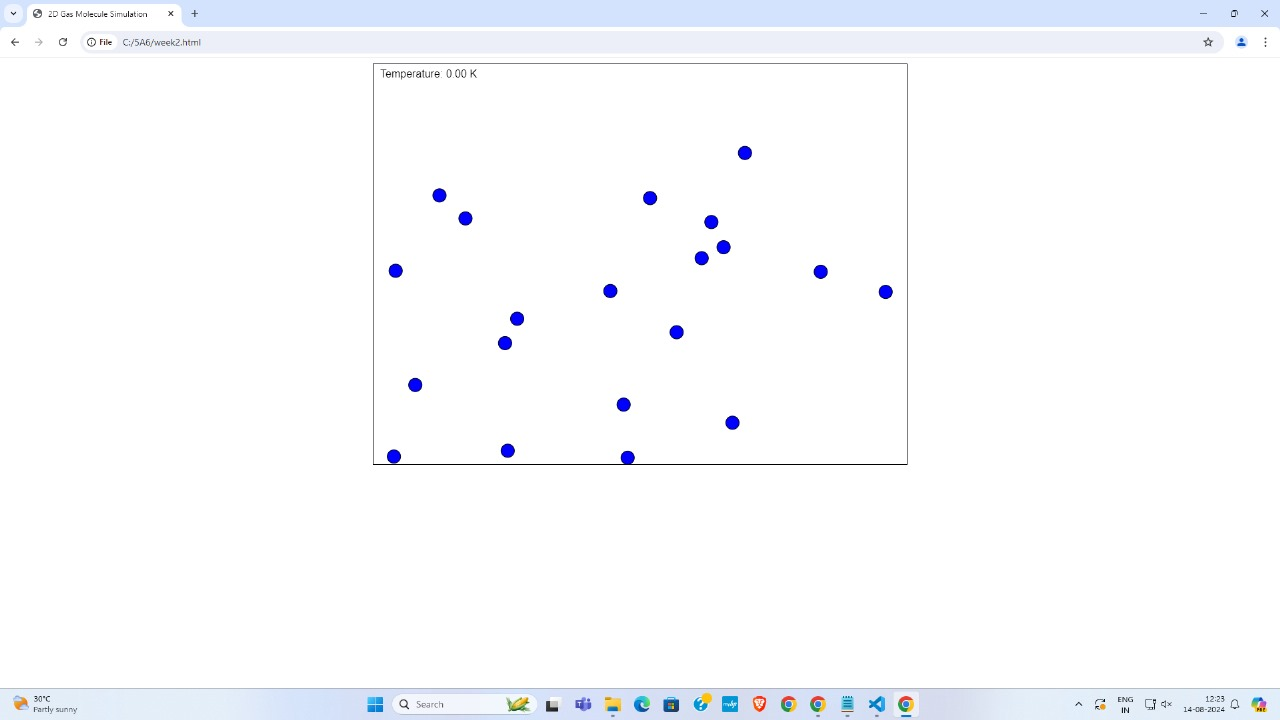 2D Gas Molecule Simulation
File
C:/5A6/week2.html
Temperature: 0.00 K
30°C
Partly sunny
Search
ENG
IN
12:23
14-08-2024